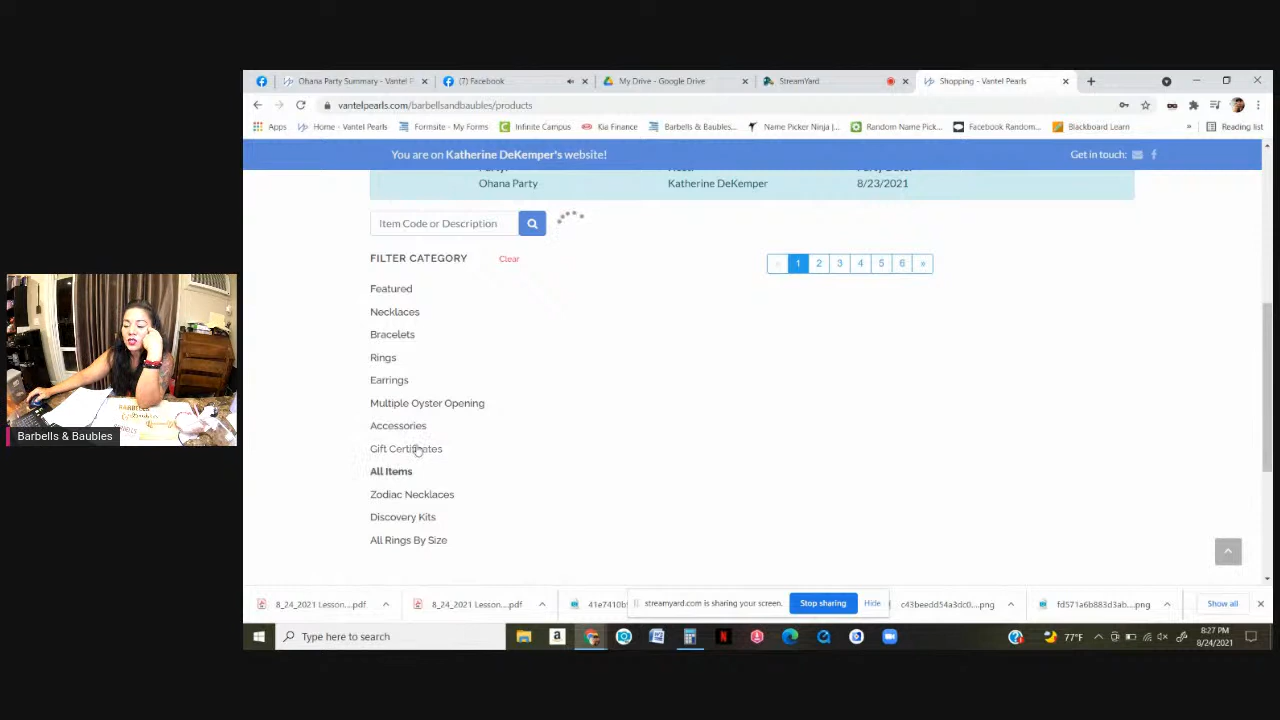 Ohana Party Summary - Vantel P
(7) Facebook
My Drive - Google Drive
StreamYard
Shopping - Vantel Pearls
vantelpearls.com/barbellsandbaubles/products
Apps
Home - Vantel Pearls
Formsite - My Forms
Infinite Campus
Kia Finance
Barbells & Baubles...
Name Picker Ninja |...
Random Name Pick...
Facebook Random...
Blackboard Learn
»
Reading list
You are on Katherine DeKemper's website!
Get in touch:
Ohana Party
Katherine DeKemper
8/23/2021
Item Code or Description
FILTER CATEGORY
Clear
« 1 2 3 4 5 6 »
Featured
Necklaces
Bracelets
Rings
Earrings
Multiple Oyster Opening
Accessories
Gift Certificates
All Items
Zodiac Necklaces
Discovery Kits
All Rings By Size
Barbells & Baubles
8_24_2021 Lesson....pdf
8_24_2021 Lesson....pdf
streamyard.com is sharing your screen.
Stop sharing
Hide
c43beedd54a3dc0....png
fd571a6b883d3ab....png
Show all
Type here to search
77°F
8:27 PM
8/24/2021